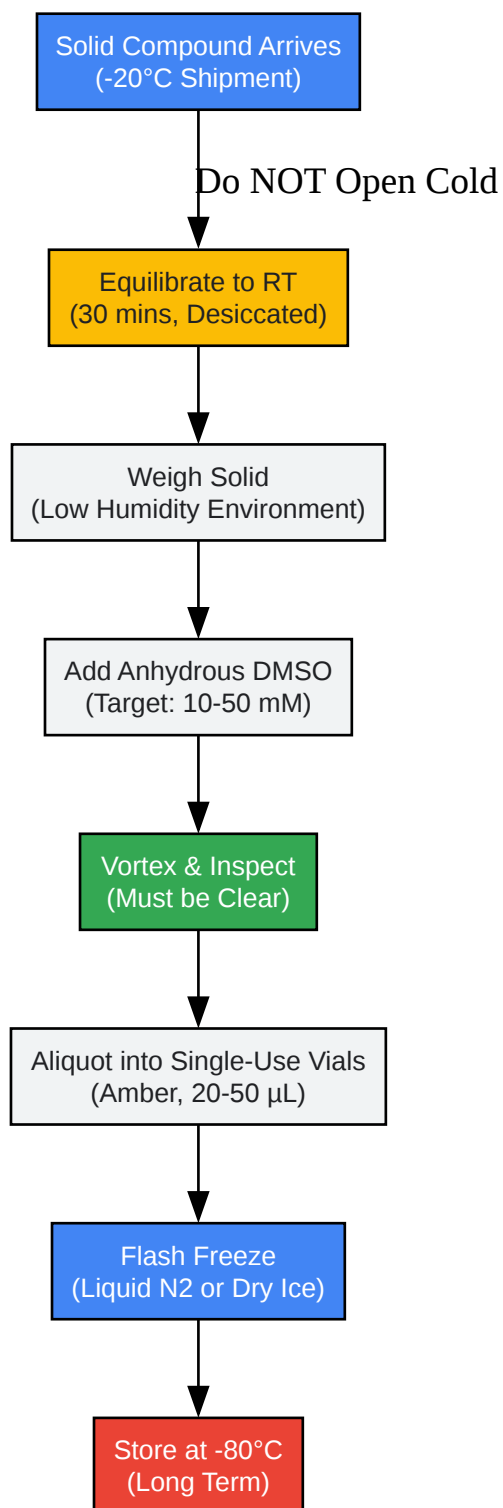 Solid Compound Arrives
(-20°C Shipment)
Do NOT Open Cold
Equilibrate to RT
(30 mins, Desiccated)
Weigh Solid
(Low Humidity Environment)
Add Anhydrous DMSO
(Target: 10-50 mM)
Vortex & Inspect
(Must be Clear)
Aliquot into Single-Use Vials
(Amber, 20-50 µL)
Flash Freeze
(Liquid N2 or Dry Ice)
Store at -80°C
(Long Term)